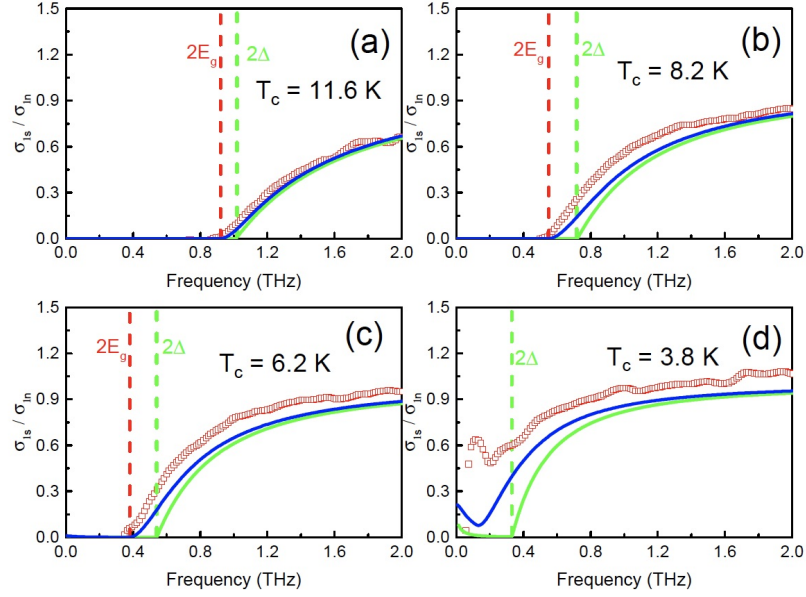 1.5
1.2
0.9
0.6
0.3
0.0
σ1s / σ1n
2Eg
2Δ
(a)
Tc = 11.6 K
0.0 0.4 0.8 1.2 1.6 2.0
Frequency (THz)
1.5
1.2
0.9
0.6
0.3
0.0
σ1s / σ1n
2Eg
2Δ
(b)
Tc = 8.2 K
0.0 0.4 0.8 1.2 1.6 2.0
Frequency (THz)
1.5
1.2
0.9
0.6
0.3
0.0
σ1s / σ1n
2Eg
2Δ
(c)
Tc = 6.2 K
0.0 0.4 0.8 1.2 1.6 2.0
Frequency (THz)
1.5
1.2
0.9
0.6
0.3
0.0
σ1s / σ1n
2Δ
(d)
Tc = 3.8 K
0.0 0.4 0.8 1.2 1.6 2.0
Frequency (THz)